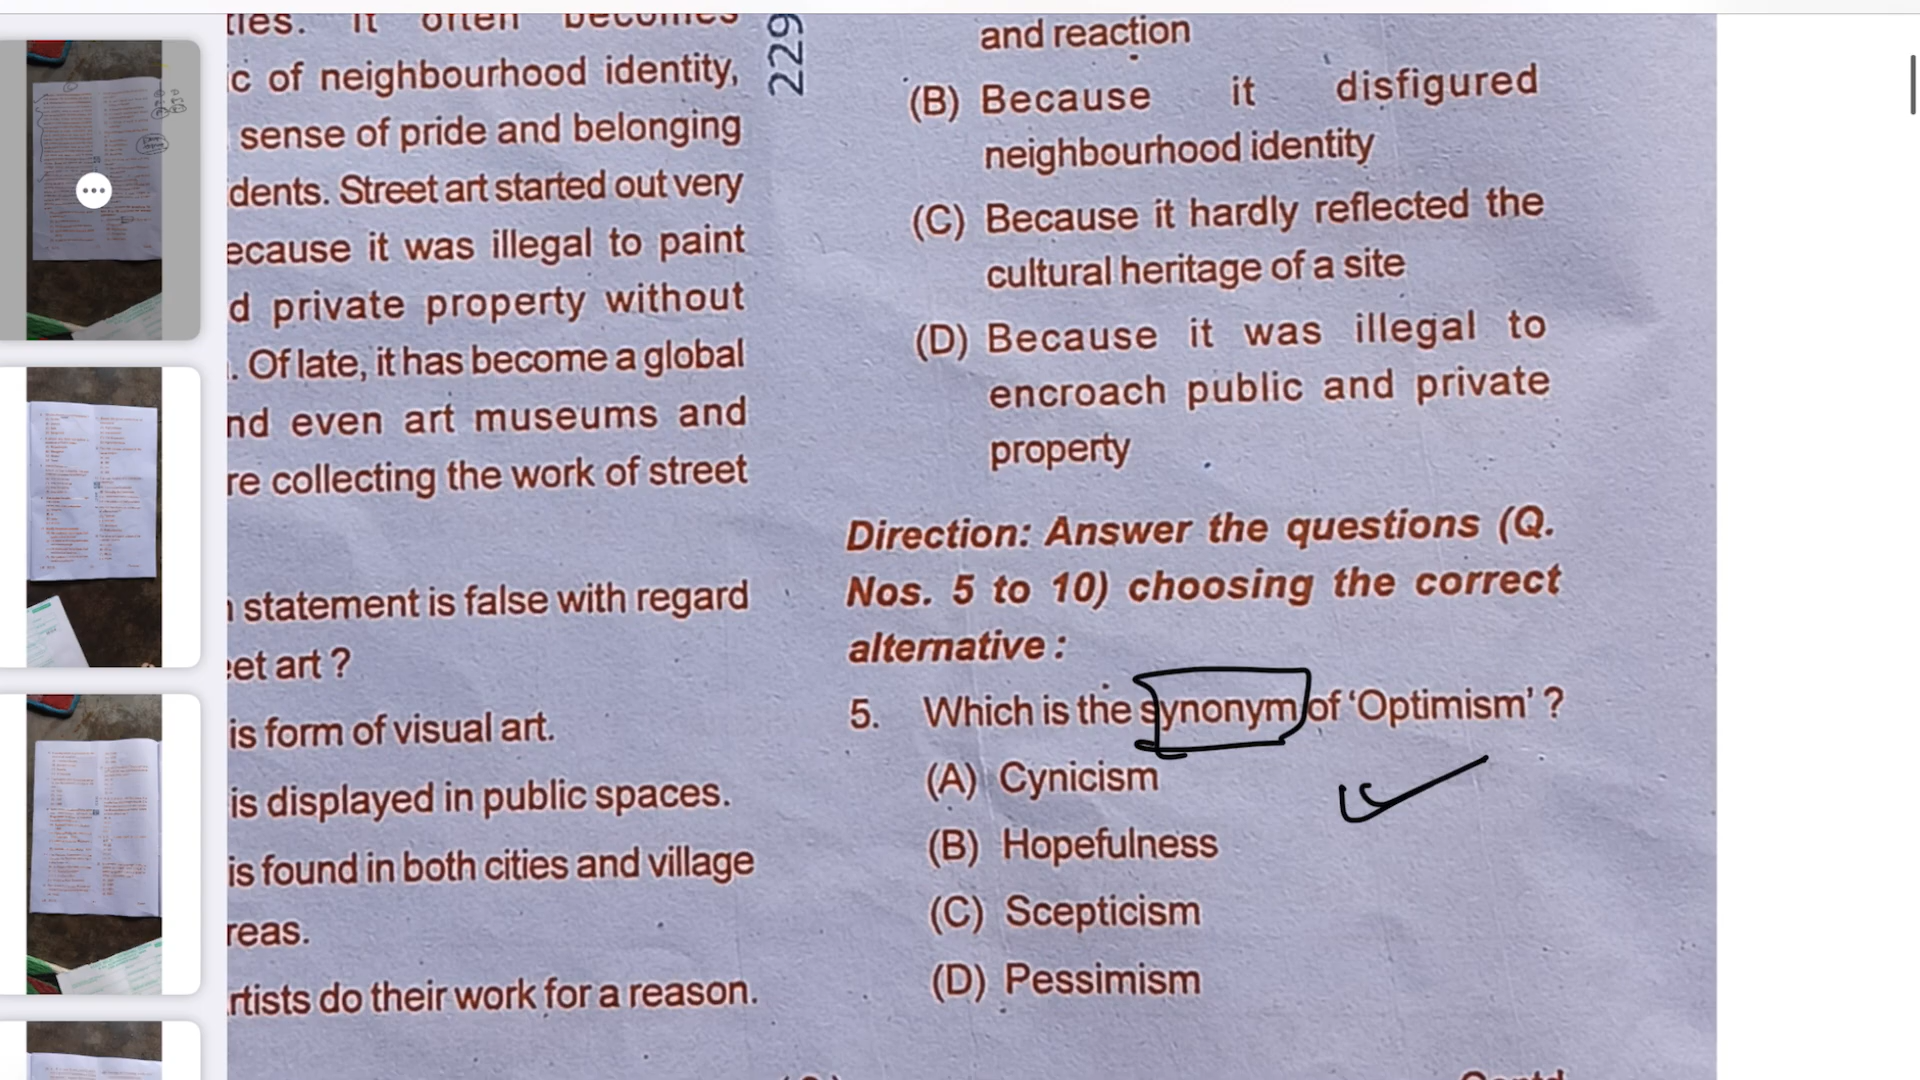 ties. It often becomes
ic of neighbourhood identity,
sense of pride and belonging
dents. Street art started out very
ecause it was illegal to paint
d private property without
. Of late, it has become a global
nd even art museums and
re collecting the work of street
statement is false with regard
eet art ?
is form of visual art.
is displayed in public spaces.
is found in both cities and village
reas.
rtists do their work for a reason.
229
and reaction
(B) Because it disfigured
neighbourhood identity
(C) Because it hardly reflected the
cultural heritage of a site
(D) Because it was illegal to
encroach public and private
property
Direction: Answer the questions (Q.
Nos. 5 to 10) choosing the correct
alternative :
5. Which is the synonym of ‘Optimism’ ?
(A) Cynicism
(B) Hopefulness
(C) Scepticism
(D) Pessimism